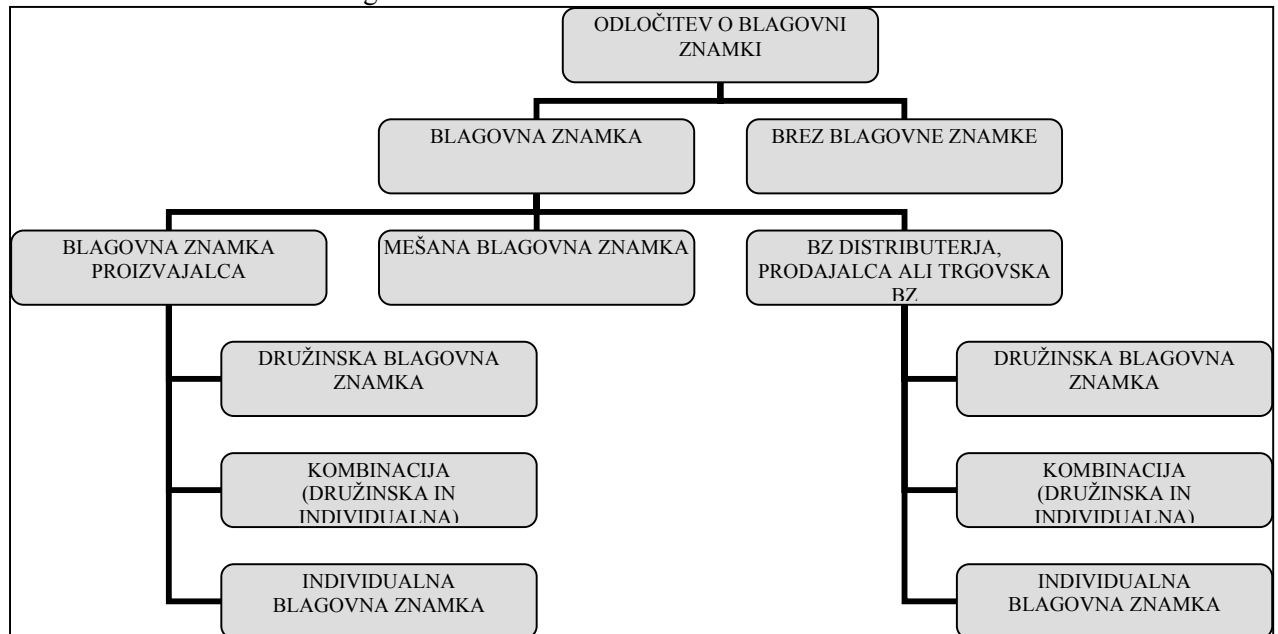 ODLOČITEV O BLAGOVNI
ZNAMKI
BLAGOVNA ZNAMKA
BREZ BLAGOVNE ZNAMKE
BLAGOVNA ZNAMKA
PROIZVAJALCA
MEŠANA BLAGOVNA ZNAMKA
BZ DISTRIBUTERJA,
PRODAJALCA ALI TRGOVSKA
BZ
DRUŽINSKA BLAGOVNA
ZNAMKA
DRUŽINSKA BLAGOVNA
ZNAMKA
KOMBINACIJA
(DRUŽINSKA IN
INDIVIDUALNA)
KOMBINACIJA
(DRUŽINSKA IN
INDIVIDUALNA)
INDIVIDUALNA
BLAGOVNA ZNAMKA
INDIVIDUALNA
BLAGOVNA ZNAMKA